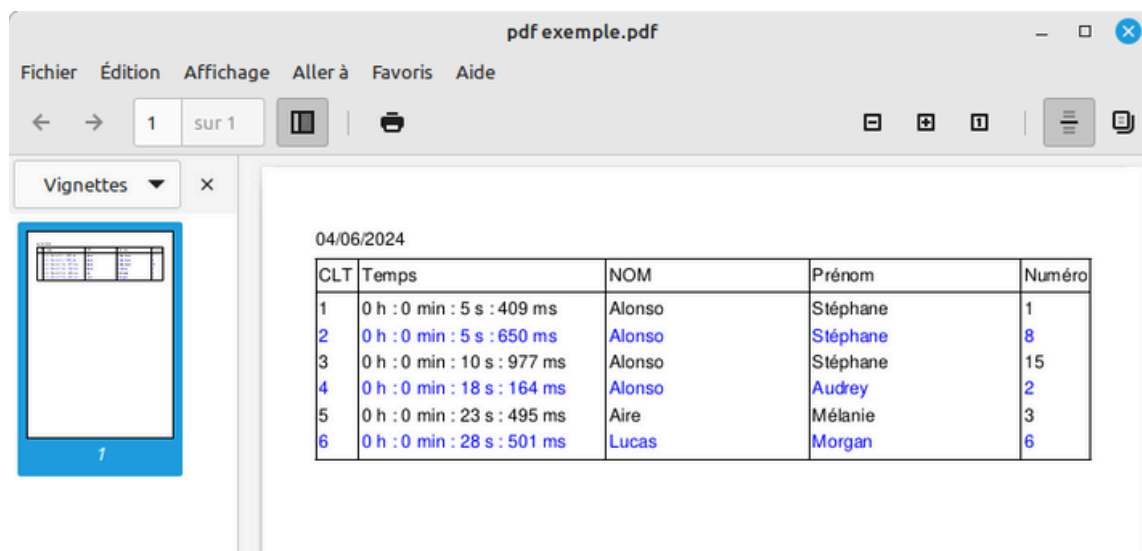 pdf exemple.pdf
Fichier Édition Affichage Aller à Favoris Aide
1 sur 1
Vignettes
1
04/06/2024
CLT Temps NOM Prénom Numéro
1 0 h : 0 min : 5 s : 409 ms Alonso Stéphane 1
2 0 h : 0 min : 5 s : 650 ms Alonso Stéphane 8
3 0 h : 0 min : 10 s : 977 ms Alonso Stéphane 15
4 0 h : 0 min : 18 s : 164 ms Alonso Audrey 2
5 0 h : 0 min : 23 s : 495 ms Aire Mélanie 3
6 0 h : 0 min : 28 s : 501 ms Lucas Morgan 6